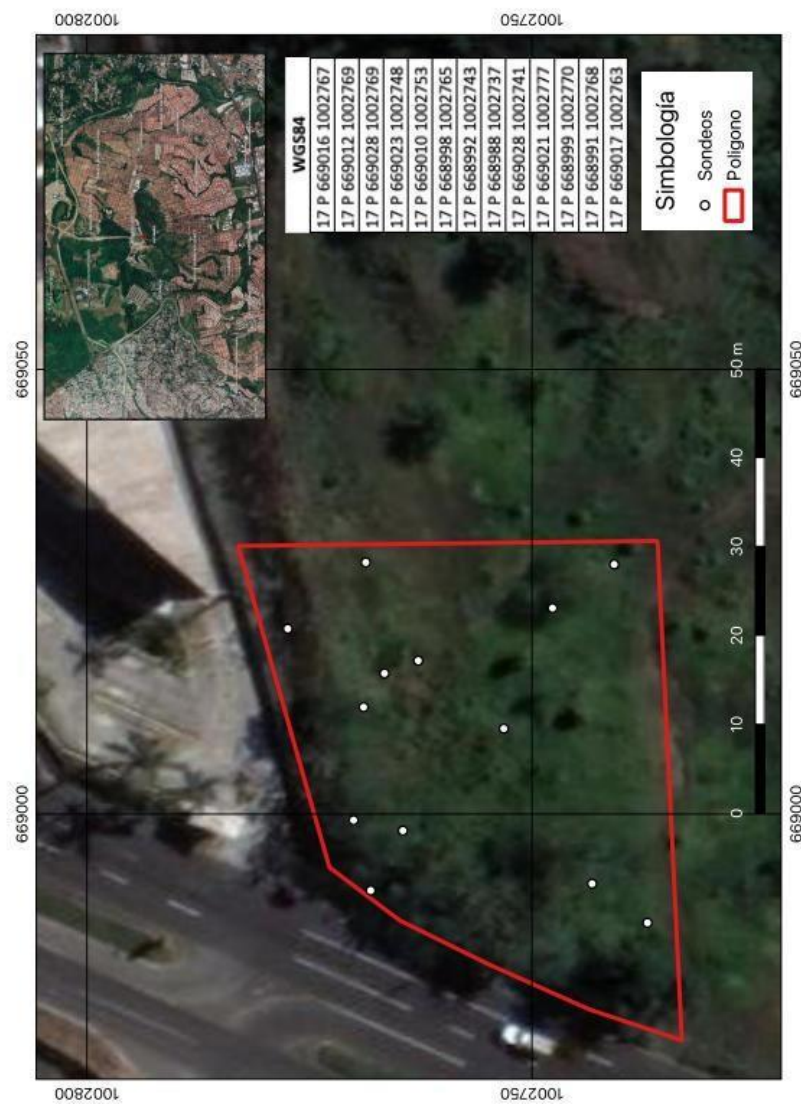 669000
669050
1002800
1002750
1002800
1002750
WGS84
17 P 669016 1002767
17 P 669012 1002769
17 P 669028 1002769
17 P 669023 1002748
17 P 669010 1002753
17 P 668998 1002765
17 P 668992 1002743
17 P 668988 1002737
17 P 669028 1002741
17 P 669021 1002777
17 P 668999 1002770
17 P 668991 1002768
17 P 669017 1002763
Simbología
Sondeos
Polígono
0 10 20 30 40 50 m
669000
669050